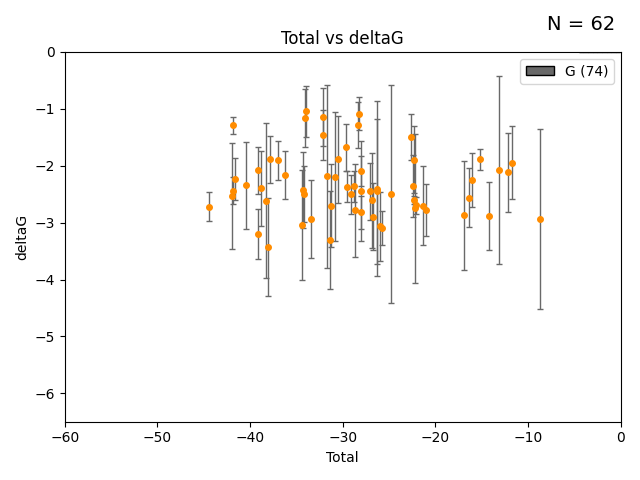 N = 62
Total vs deltaG
G (74)
deltaG
0
−1
−2
−3
−4
−5
−6
−60 −50 −40 −30 −20 −10 0
Total